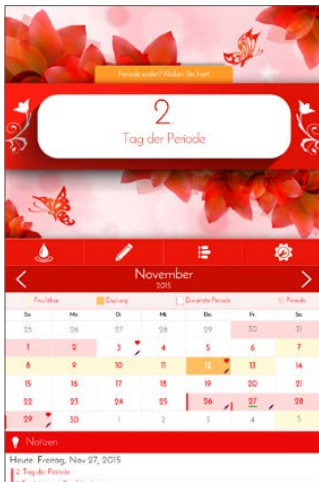 Periode endet? Klicken Sie hier!
2
Tag der Periode
November
2015
Fruchtbar Eisprung Erwartete Periode Periode
So. Mo. Di. Mi. Do. Fr. Sa.
25 26 27 28 29 30 31
1 2 3 4 5 6 7
8 9 10 11 12 13 14
15 16 17 18 19 20 21
22 23 24 25 26 27 28
29 30 1 2 3 4 5
Notizen
Heute: Freitag, Nov 27, 2015
2 Tag der Periode